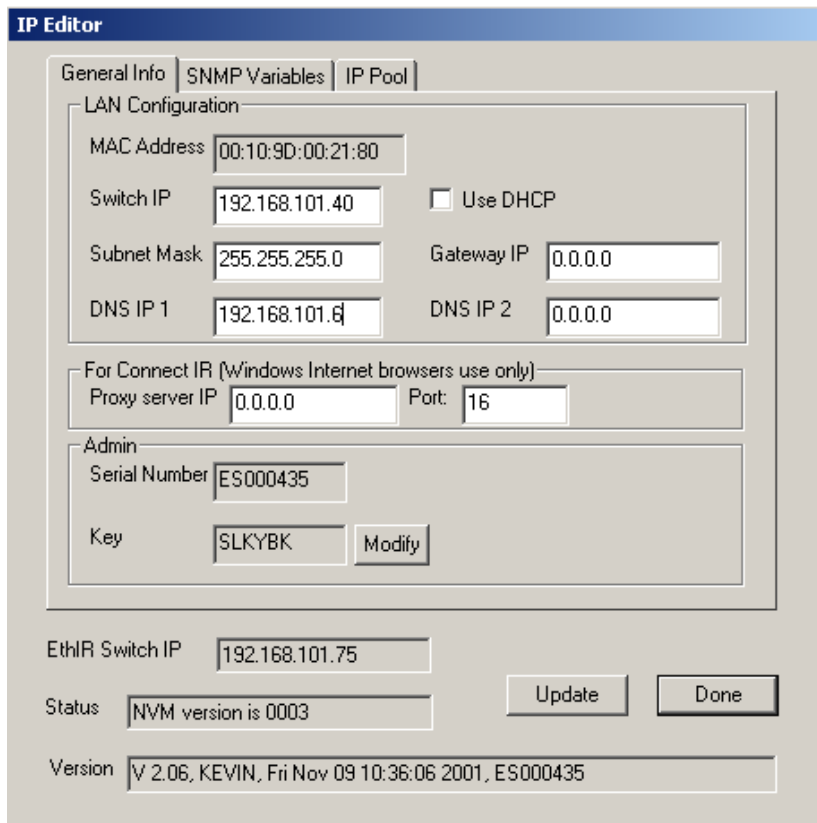 IP Editor
General Info SNMP Variables IP Pool
LAN Configuration
MAC Address 00:10:9D:00:21:80
Switch IP 192.168.101.40 Use DHCP
Subnet Mask 255.255.255.0 Gateway IP 0.0.0.0
DNS IP 1 192.168.101.6 DNS IP 2 0.0.0.0
For Connect IR (Windows Internet browsers use only)
Proxy server IP 0.0.0.0 Port: 16
Admin
Serial Number ES000435
Key SLKYBK Modify
EthIR Switch IP 192.168.101.75
Status NVM version is 0003 Update Done
Version V 2.06, KEVIN, Fri Nov 09 10:36:06 2001, ES000435